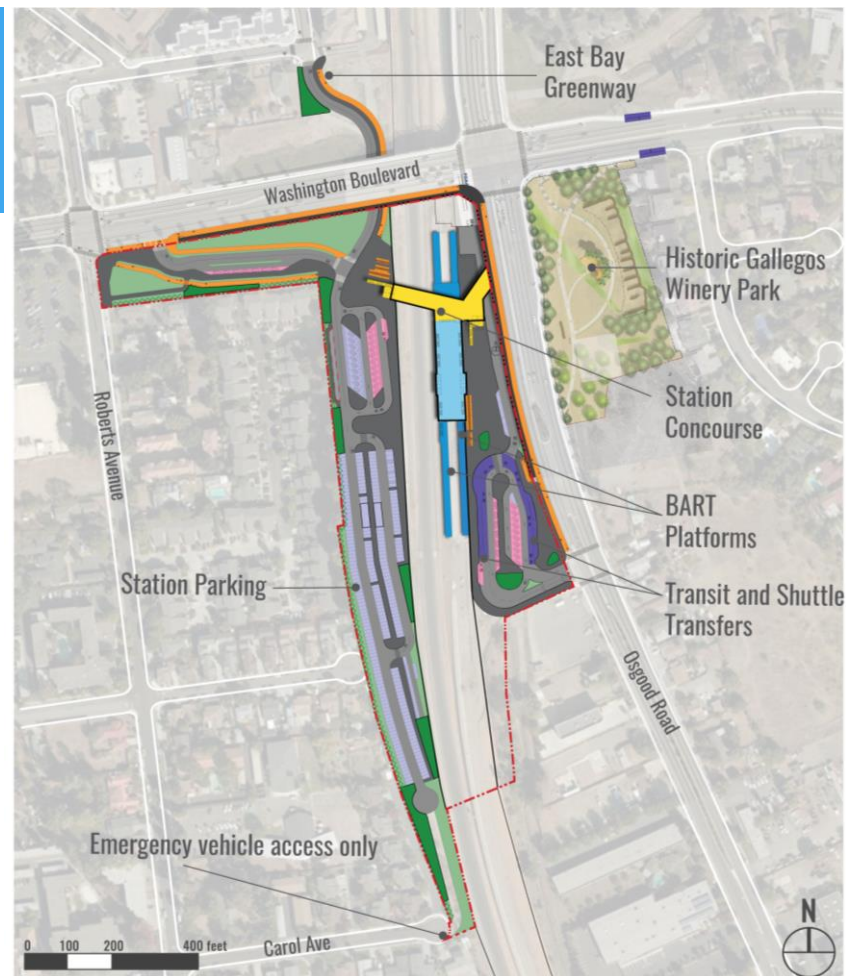 East Bay
Greenway
Washington Boulevard
Historic Gallegos
Winery Park
Station
Concourse
Roberts Avenue
BART
Platforms
Station Parking
Transit and Shuttle
Transfers
Osgood Road
Emergency vehicle access only
Carol Ave
0 100 200 400 feet
N